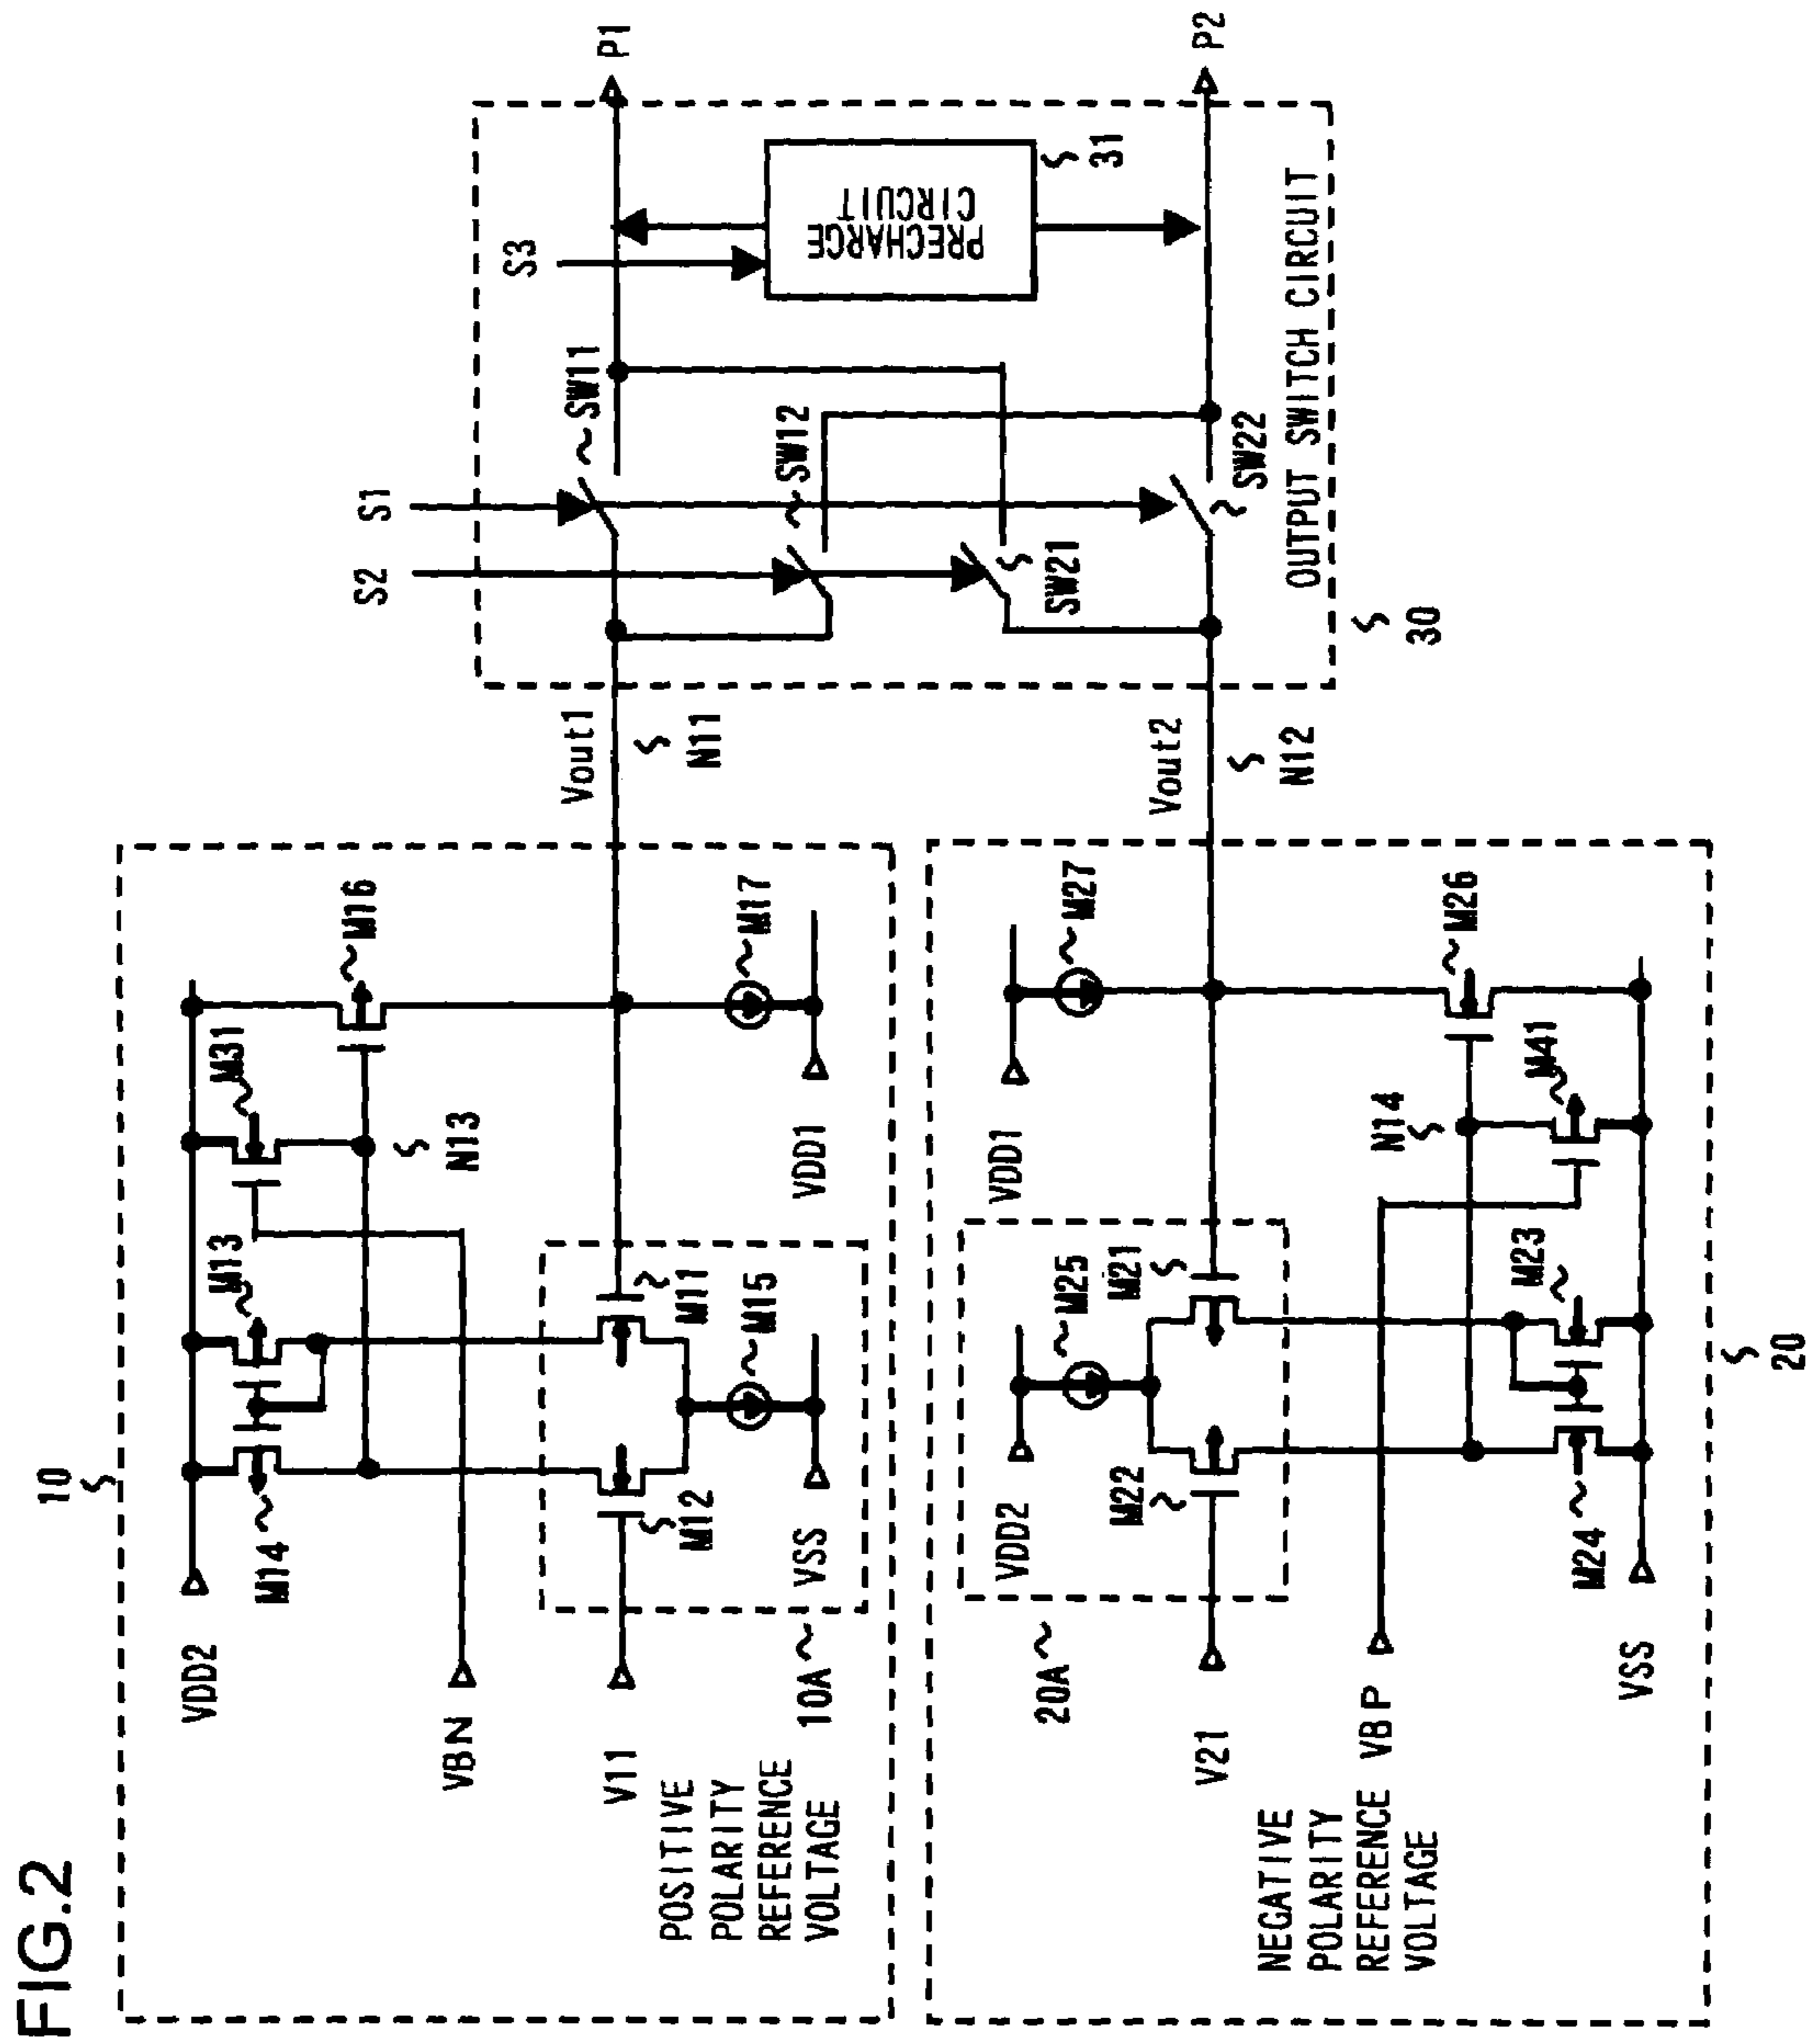 FIG.2
10
VDD2
VBN
V11
POSITIVE
POLARITY
REFERENCE
VOLTAGE
10A
M14
M13
M31
M16
N13
M12
M11
M15
VSS
M17
VDD1
Vout1
N11
20
20A
VDD2
M25
M22
M21
VDD1
M27
V21
NEGATIVE
POLARITY
REFERENCE
VOLTAGE
VBP
N14
M26
M41
M24
M23
VSS
Vout2
N12
S2
S1
S3
SW11
SW12
SW21
SW22
PRECHARGE
CIRCUIT
31
OUTPUT SWITCH CIRCUIT
30
P1
P2